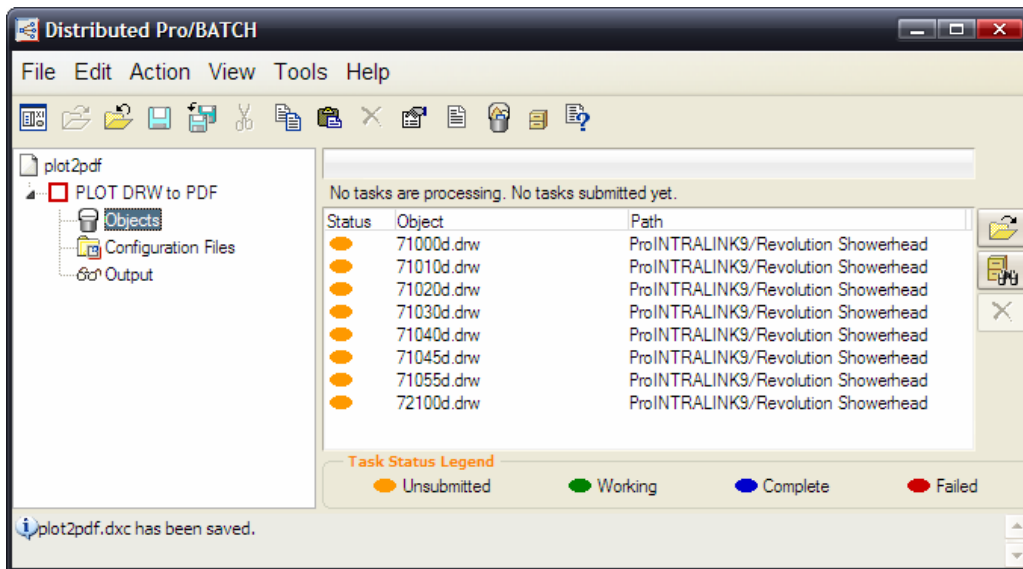 Distributed Pro/BATCH
File Edit Action View Tools Help
plot2pdf
PLOT DRW to PDF
Objects
Configuration Files
Output
No tasks are processing. No tasks submitted yet.
Status Object Path
71000d.drw ProINTRALINK9/Revolution Showerhead
71010d.drw ProINTRALINK9/Revolution Showerhead
71020d.drw ProINTRALINK9/Revolution Showerhead
71030d.drw ProINTRALINK9/Revolution Showerhead
71040d.drw ProINTRALINK9/Revolution Showerhead
71045d.drw ProINTRALINK9/Revolution Showerhead
71055d.drw ProINTRALINK9/Revolution Showerhead
72100d.drw ProINTRALINK9/Revolution Showerhead
Task Status Legend
Unsubmitted Working Complete Failed
plot2pdf.dxc has been saved.